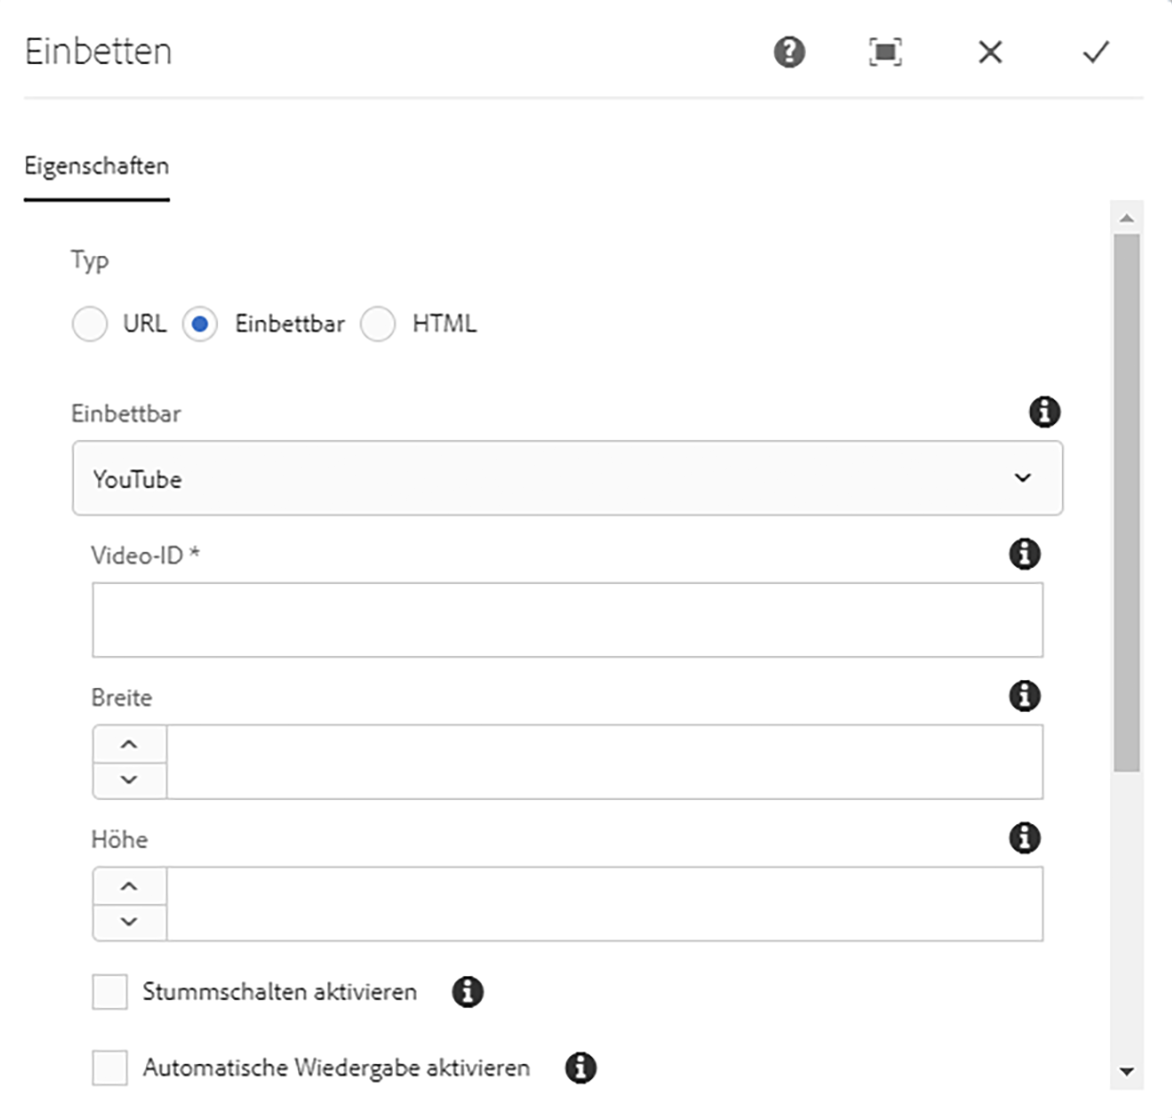 Einbetten
Eigenschaften
Typ
URL Einbettbar HTML
Einbettbar
YouTube
Video-ID *
Breite
Höhe
Stummschalten aktivieren
Automatische Wiedergabe aktivieren